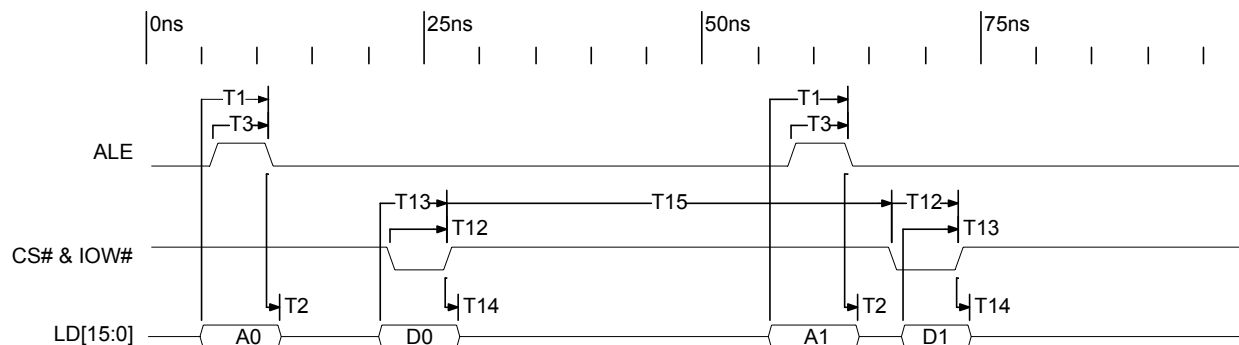 0ns 25ns 50ns 75ns
T1 T1
T3 T3
ALE
T13 T15 T12
T12 T13
CS# & IOW#
T2 T14 T2 T14
LD[15:0] A0 D0 A1 D1